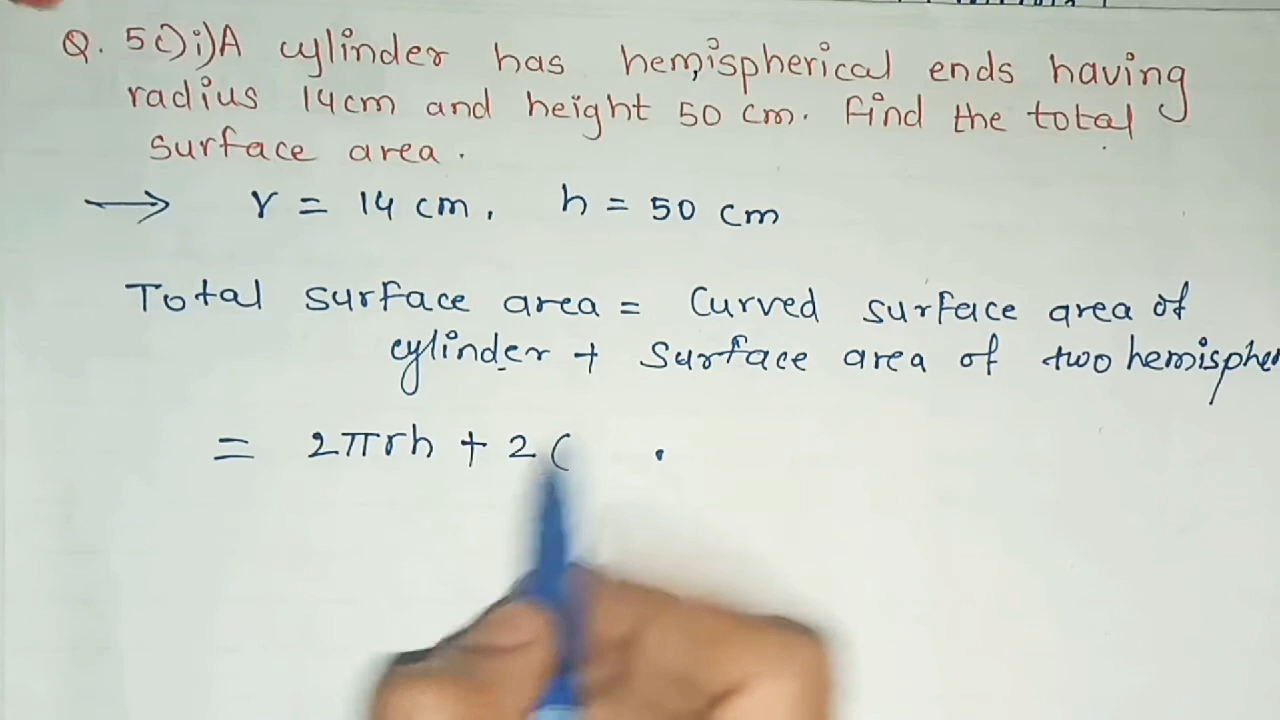 Q. 5c)i) A cylinder has hemispherical ends having
radius 14cm and height 50 cm. Find the total
surface area.
→ r = 14 cm, h = 50 cm
Total surface area = Curved surface area of
cylinder + Surface area of two hemisphe
= 2πrh + 2 (